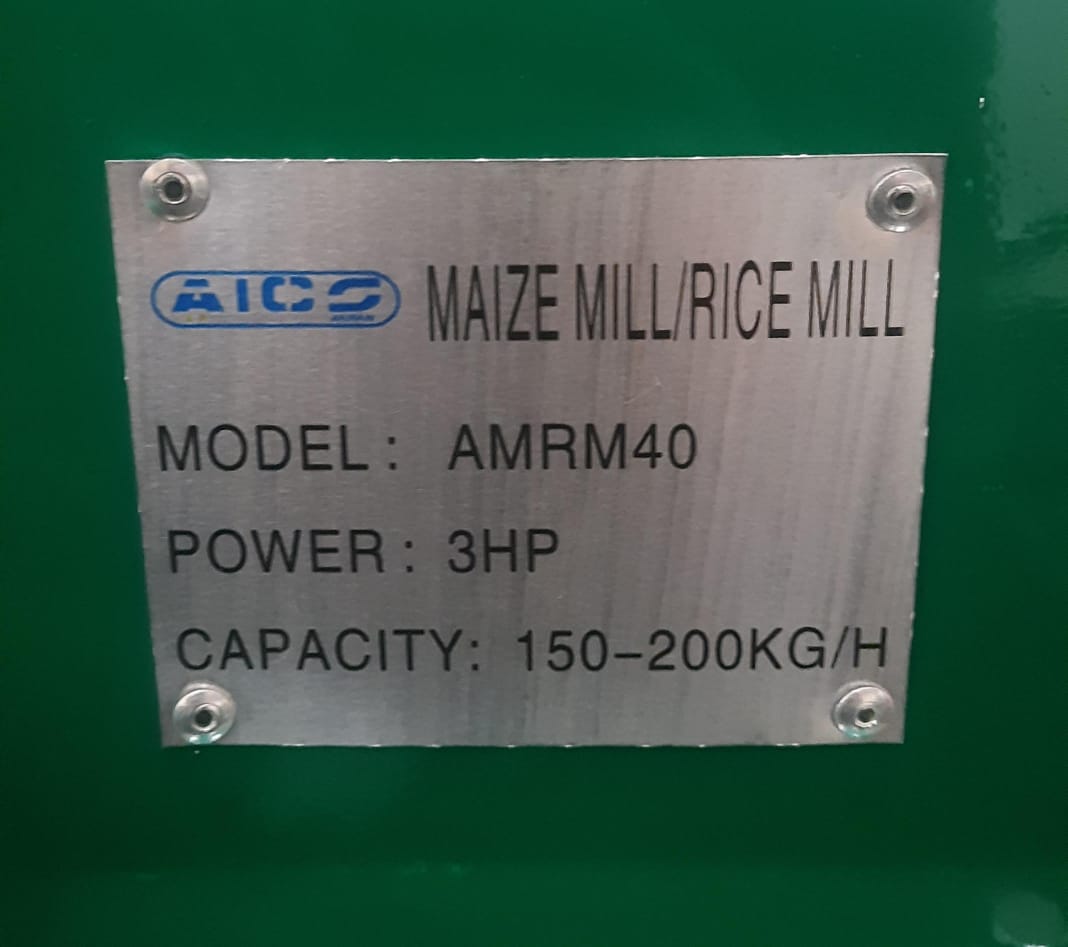 AICO MAIZE MILL/RICE MILL
MODEL: AMRM40
POWER: 3HP
CAPACITY: 150-200KG/H